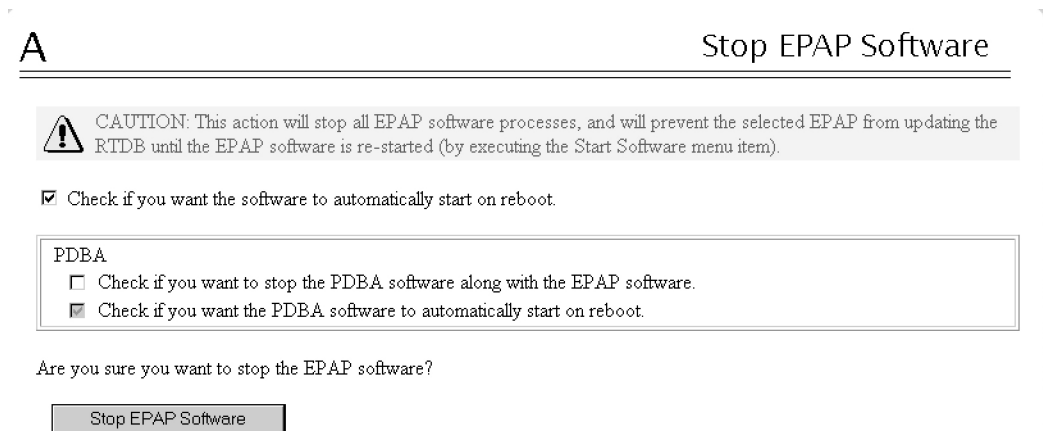 A
Stop EPAP Software
CAUTION: This action will stop all EPAP software processes, and will prevent the selected EPAP from updating the
RTDB until the EPAP software is re-started (by executing the Start Software menu item).
Check if you want the software to automatically start on reboot.
PDBA
Check if you want to stop the PDBA software along with the EPAP software.
Check if you want the PDBA software to automatically start on reboot.
Are you sure you want to stop the EPAP software?
Stop EPAP Software